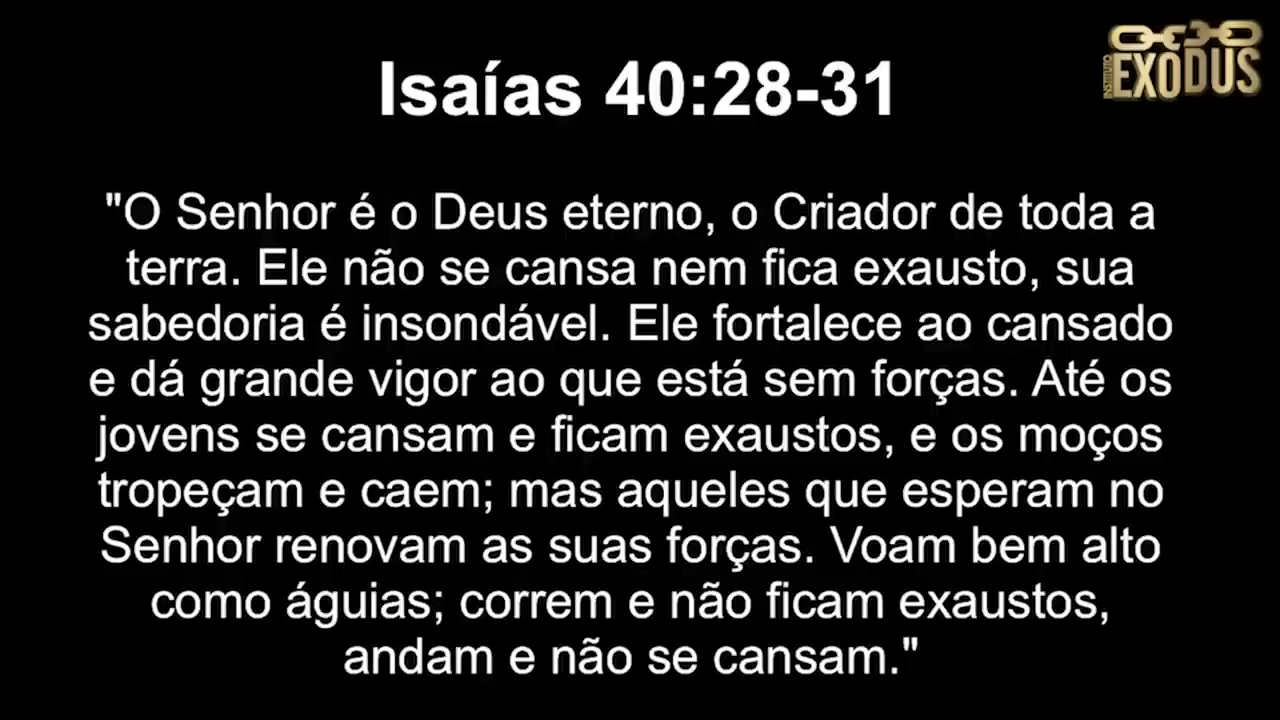 Isaías 40:28-31
INSTITUTO
EXODUS
"O Senhor é o Deus eterno, o Criador de toda a
terra. Ele não se cansa nem fica exausto, sua
sabedoria é insondável. Ele fortalece ao cansado
e dá grande vigor ao que está sem forças. Até os
jovens se cansam e ficam exaustos, e os moços
tropeçam e caem; mas aqueles que esperam no
Senhor renovam as suas forças. Voam bem alto
como águias; correm e não ficam exaustos,
andam e não se cansam."